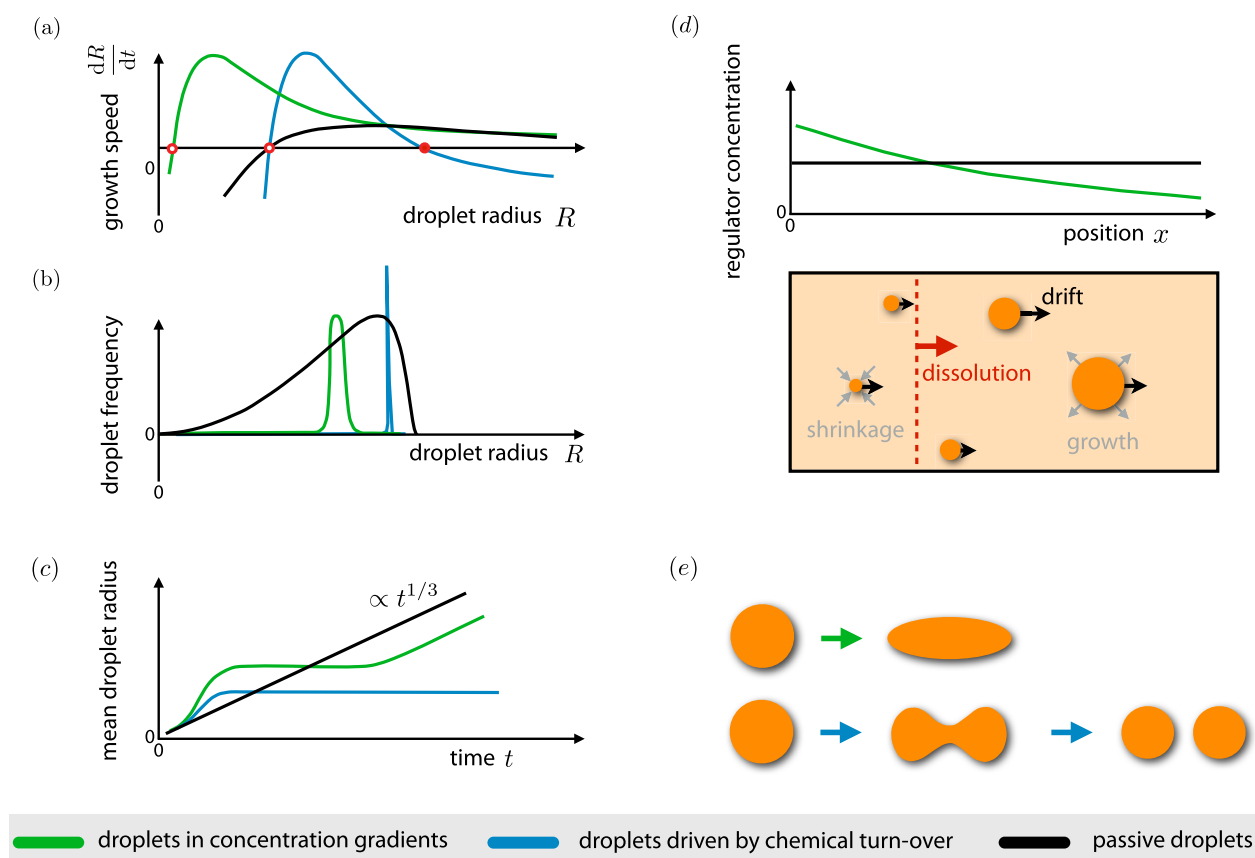 (a)
dR/dt
growth speed
0
0
droplet radius R
(b)
droplet frequency
0
0
droplet radius R
(c)
mean droplet radius
∝ t^{1/3}
0
0
time t
(d)
regulator concentration
0
0
position x
drift
dissolution
shrinkage
growth
(e)
droplets in concentration gradients
droplets driven by chemical turn-over
passive droplets